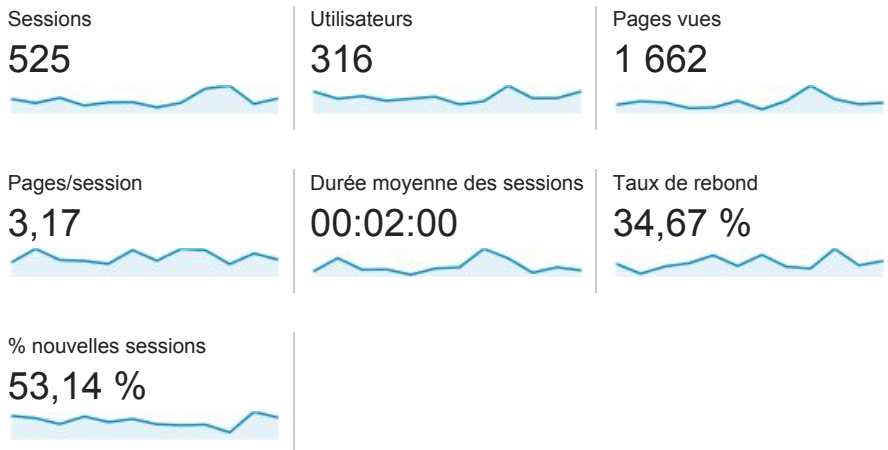 Sessions
525
Utilisateurs
316
Pages vues
1 662
Pages/session
3,17
Durée moyenne des sessions
00:02:00
Taux de rebond
34,67 %
% nouvelles sessions
53,14 %